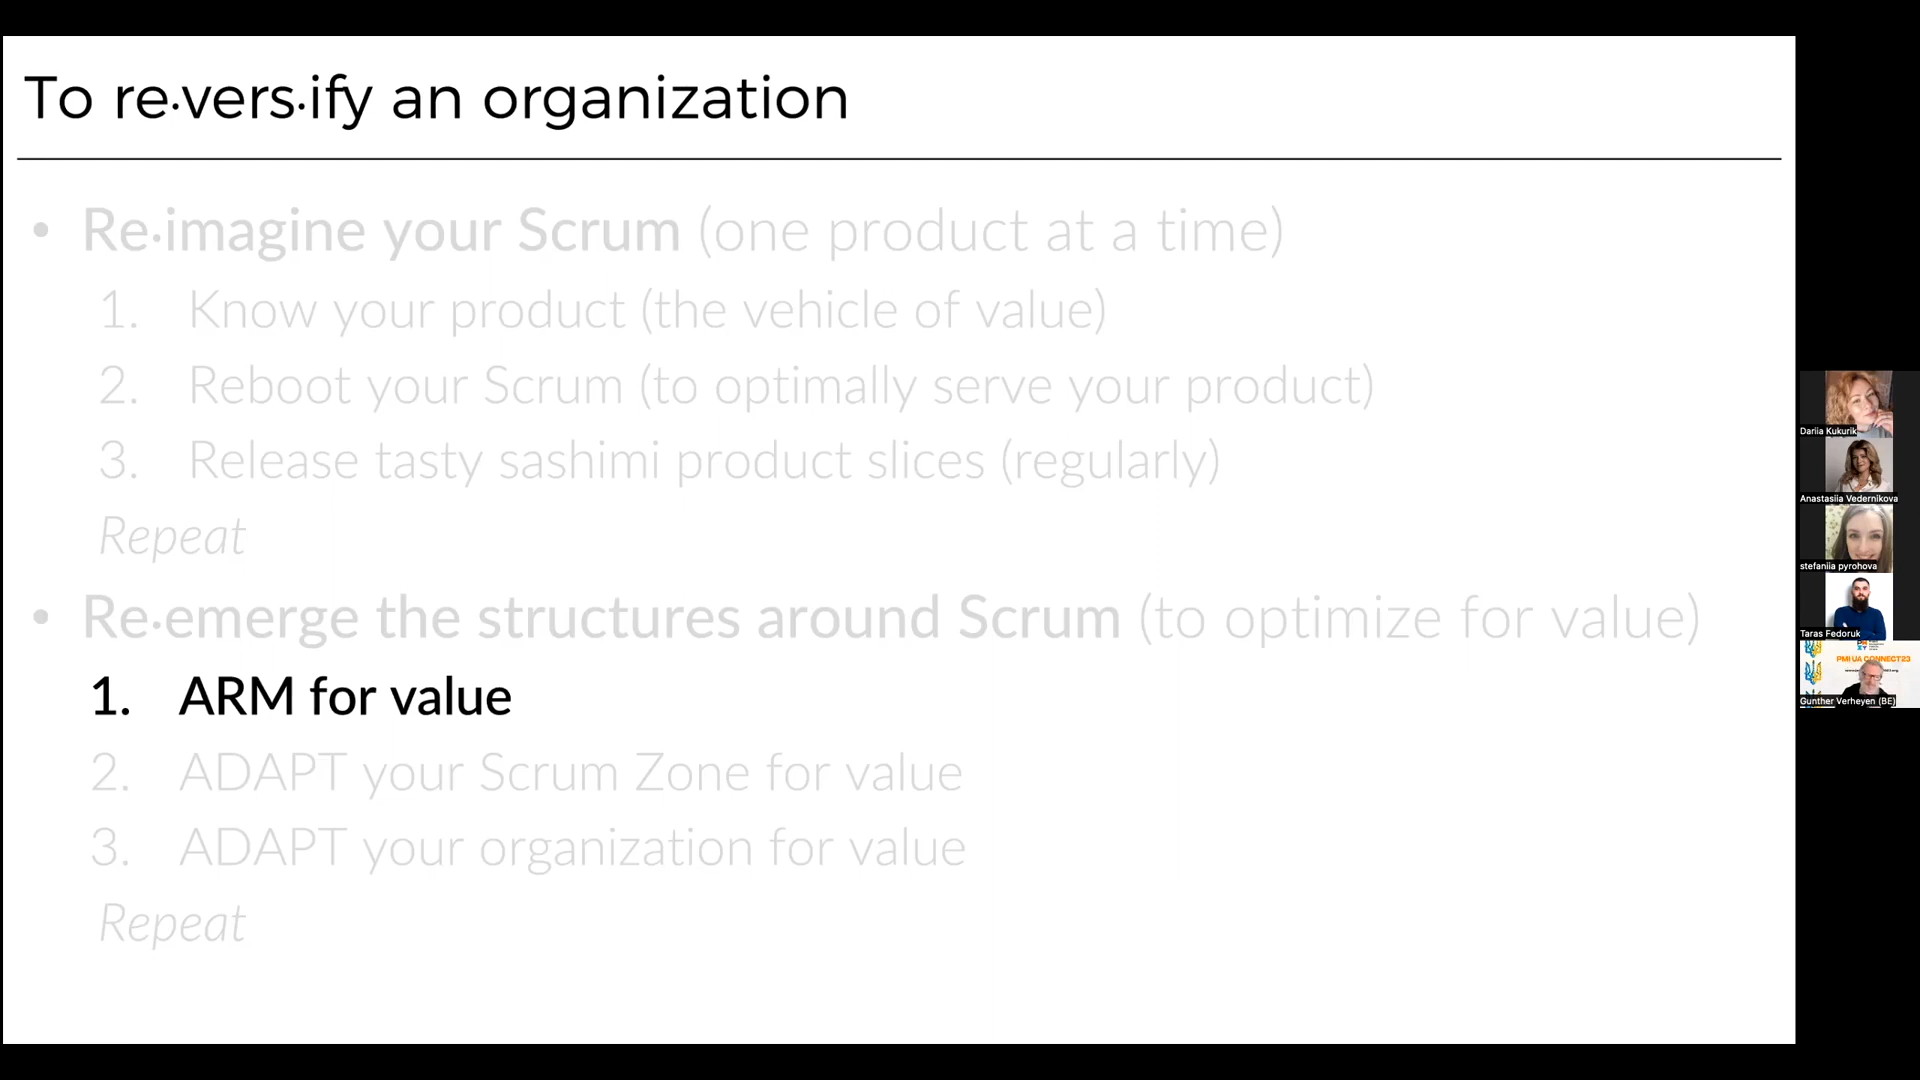 To re·vers·ify an organization
• Re·imagine your Scrum (one product at a time)
1. Know your product (the vehicle of value)
2. Reboot your Scrum (to optimally serve your product)
3. Release tasty sashimi product slices (regularly)
Repeat
• Re·emerge the structures around Scrum (to optimize for value)
1. ARM for value
2. ADAPT your Scrum Zone for value
3. ADAPT your organization for value
Repeat
Dariia Kukurik
Anastasiia Vedernikova
stefaniia pyrohova
Taras Fedoruk
PMI UA CONNECT23
Gunther Verheyen (BE)